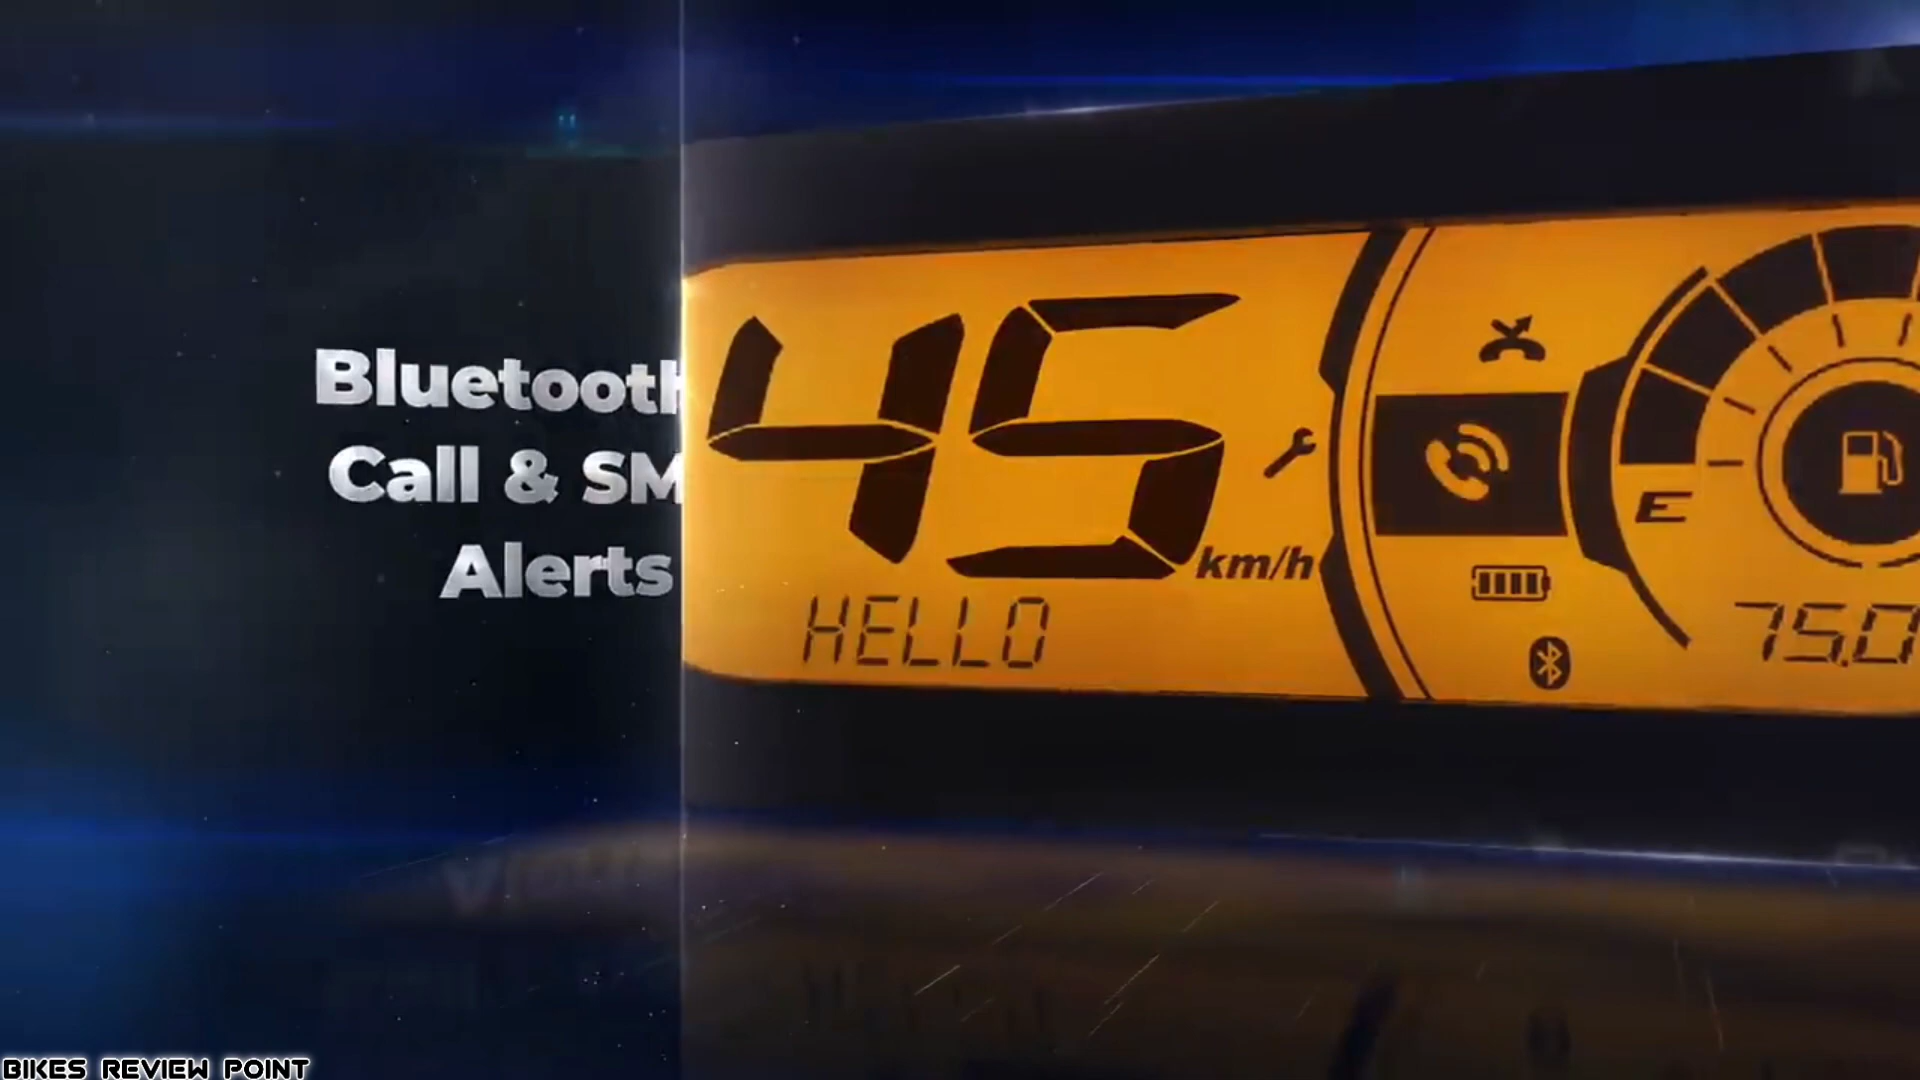 Bluetooth
Call & SM
Alerts
45
km/h
HELLO
E
75.0
BIKES REVIEW POINT